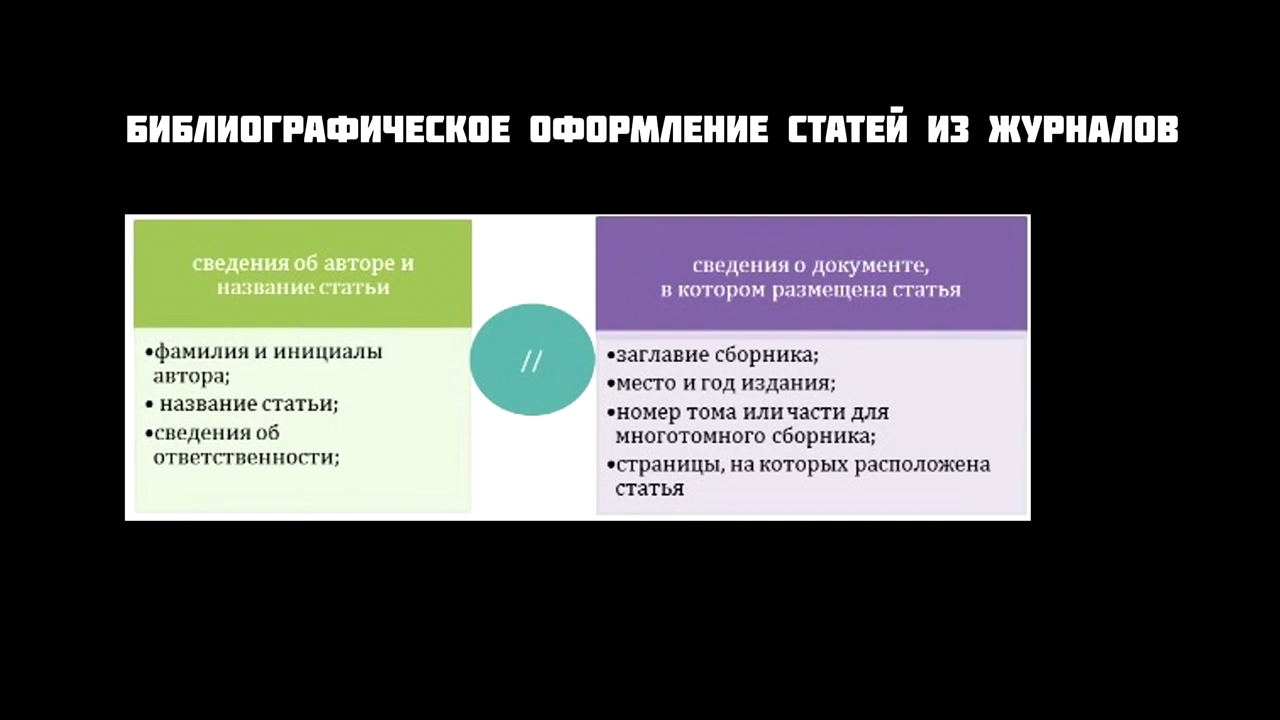 БИБЛИОГРАФИЧЕСКОЕ ОФОРМЛЕНИЕ СТАТЕЙ ИЗ ЖУРНАЛОВ
сведения об авторе и
название статьи
•фамилия и инициалы
автора;
• название статьи;
•сведения об
ответственности;
//
сведения о документе,
в котором размещена статья
•заглавие сборника;
•место и год издания;
•номер тома или части для
многотомного сборника;
•страницы, на которых расположена
статья